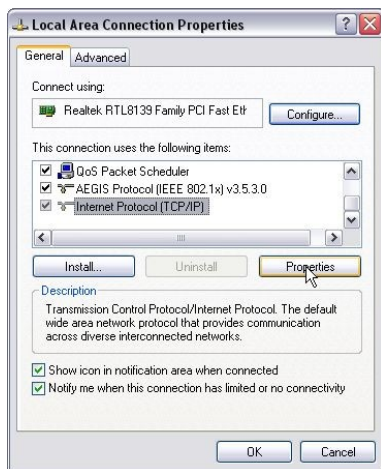 Local Area Connection Properties
General Advanced
Connect using:
Realtek RTL8139 Family PCI Fast Eth
Configure...
This connection uses the following items:
QoS Packet Scheduler
AEGIS Protocol (IEEE 802.1x) v3.5.3.0
Internet Protocol (TCP/IP)
Install... Uninstall Properties
Description
Transmission Control Protocol/Internet Protocol. The default
wide area network protocol that provides communication
across diverse interconnected networks.
Show icon in notification area when connected
Notify me when this connection has limited or no connectivity
OK Cancel